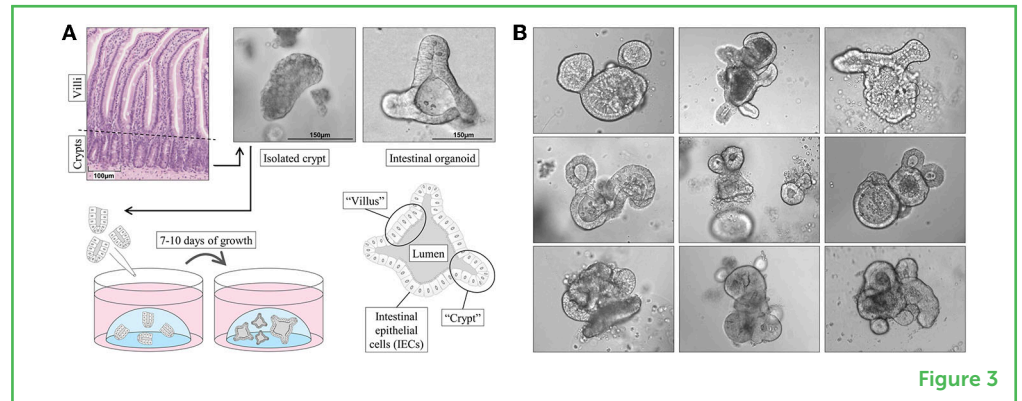 A
B
Villi
Crypts
100µm
150µm
150µm
Isolated crypt
Intestinal organoid
"Villus"
7-10 days of growth
Lumen
Intestinal
epithelial
cells (IECs)
"Crypt"
Figure 3